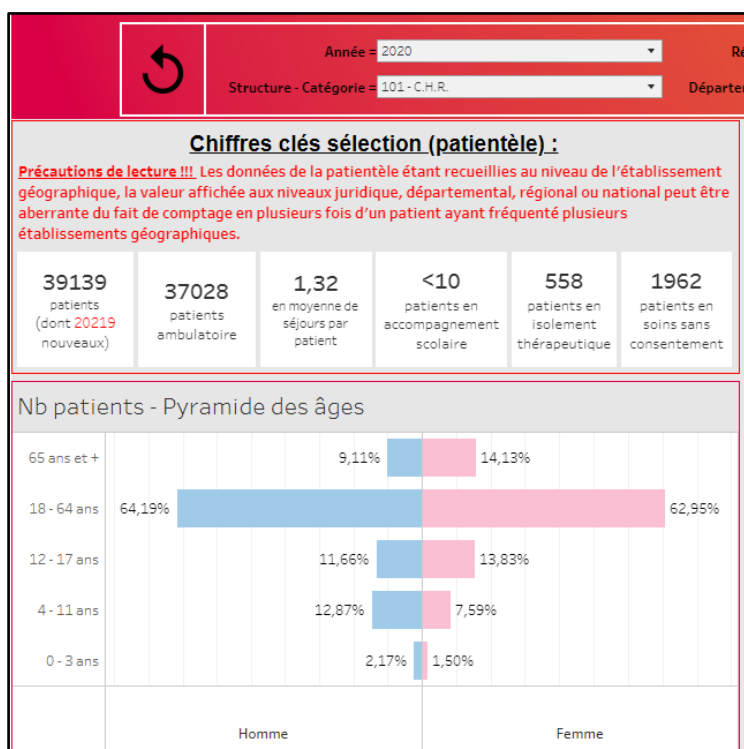 Année = 2020
Ré
Structure - Catégorie = 101 - C.H.R.
Départe
Chiffres clés sélection (patientèle) :
Précautions de lecture !!! Les données de la patientèle étant recueillies au niveau de l'établissement
géographique, la valeur affichée aux niveaux juridique, départemental, régional ou national peut être
aberrante du fait de comptage en plusieurs fois d'un patient ayant fréquenté plusieurs
établissements géographiques.
39139
patients
(dont 20219
nouveaux)
37028
patients
ambulatoire
1,32
en moyenne de
séjours par
patient
<10
patients en
accompagnement
scolaire
558
patients en
isolement
thérapeutique
1962
patients en
soins sans
consentement
Nb patients - Pyramide des âges
65 ans et + 9,11% 14,13%
18 - 64 ans 64,19% 62,95%
12 - 17 ans 11,66% 13,83%
4 - 11 ans 12,87% 7,59%
0 - 3 ans 2,17% 1,50%
Homme Femme